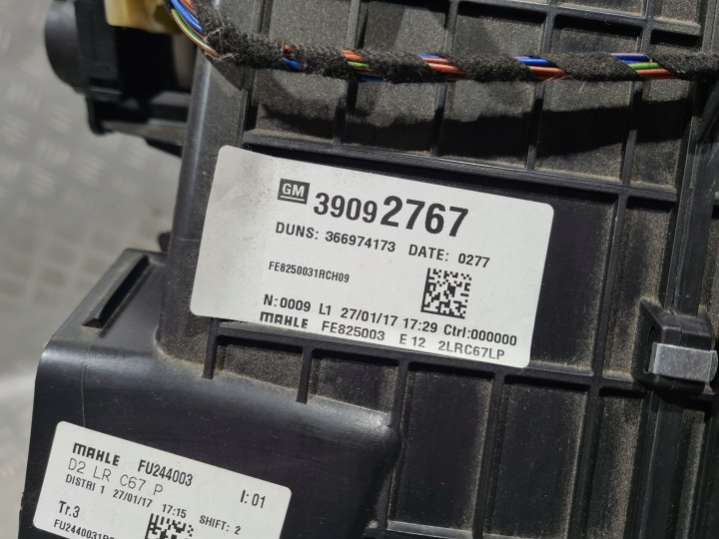 GM 39092767
DUNS: 366974173 DATE: 0277
FE8250031RCH09
N:0009 L1 27/01/17 17:29 Ctrl:000000
MAHLE FE825003 E 12 2LRC67LP
MAHLE FU244003 I:01
D2 LR C67 P
DISTRI 1 27/01/17 17:15 SHIFT: 2
Tr.3